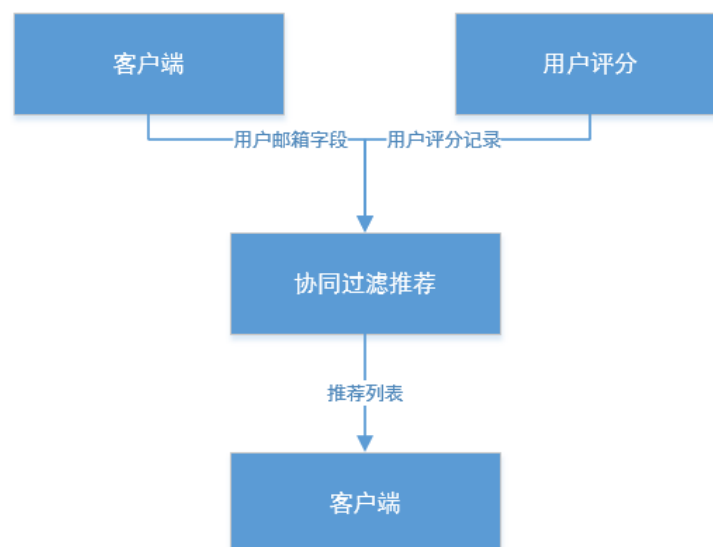 客户端
用户评分
用户邮箱字段
用户评分记录
协同过滤推荐
推荐列表
客户端